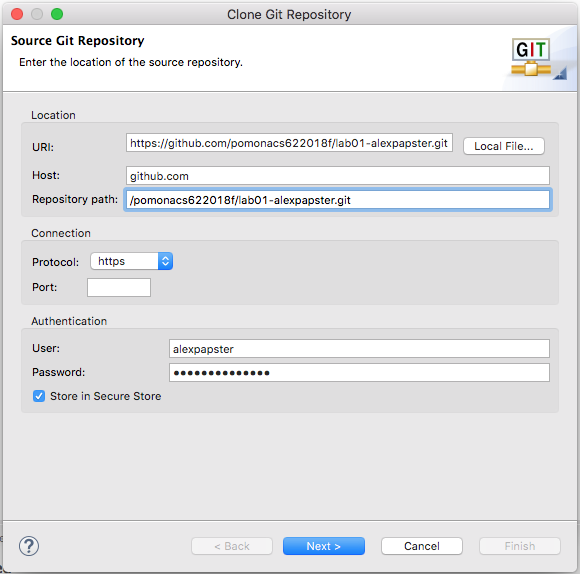 Clone Git Repository
Source Git Repository
Enter the location of the source repository.
GIT
Location
URI: https://github.com/pomonacs622018f/lab01-alexpapster.git Local File...
Host: github.com
Repository path: /pomonacs622018f/lab01-alexpapster.git
Connection
Protocol: https
Port:
Authentication
User: alexpapster
Password: ●●●●●●●●●●●●●●
Store in Secure Store
? < Back Next > Cancel Finish